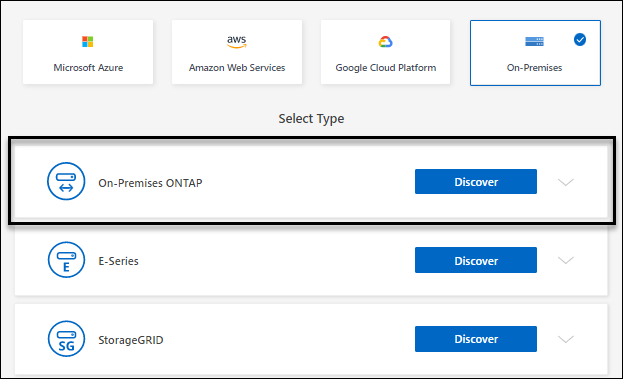 aws
Microsoft Azure
Amazon Web Services
Google Cloud Platform
On-Premises
Select Type
On-Premises ONTAP
Discover
E
E-Series
Discover
SG
StorageGRID
Discover